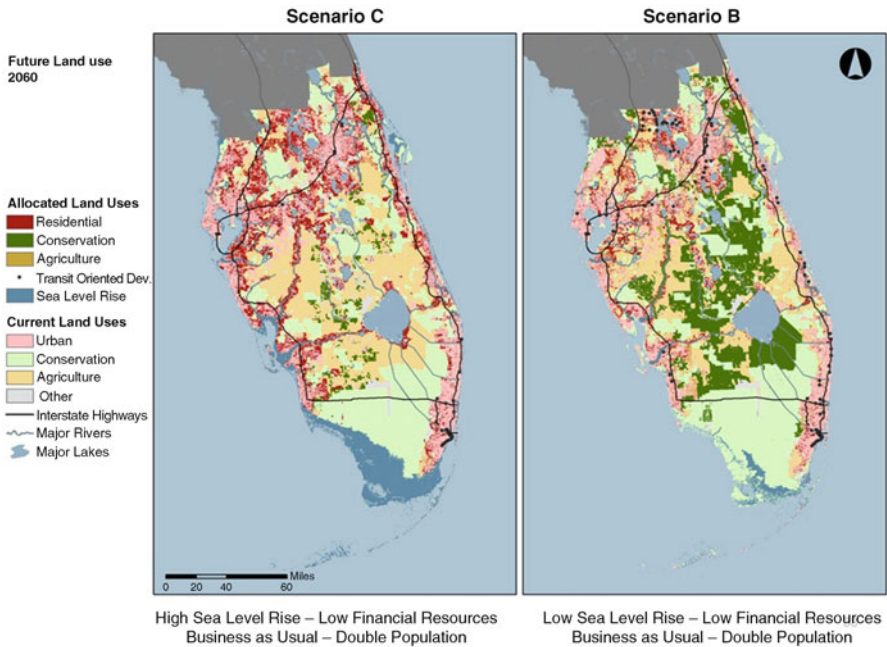 Scenario C
Scenario B
Future Land use
2060
Allocated Land Uses
Residential
Conservation
Agriculture
Transit Oriented Dev.
Sea Level Rise
Current Land Uses
Urban
Conservation
Agriculture
Other
Interstate Highways
Major Rivers
Major Lakes
Miles
0 20 40 60
High Sea Level Rise – Low Financial Resources
Business as Usual – Double Population
Low Sea Level Rise – Low Financial Resources
Business as Usual – Double Population